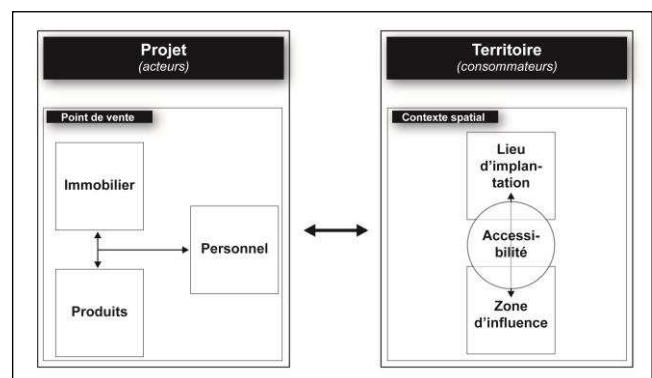 Projet
(acteurs)
Point de vente
Immobilier
Personnel
Produits
Territoire
(consommateurs)
Contexte spatial
Lieu
d'implan-
tation
Accessi-
bilité
Zone
d'influence